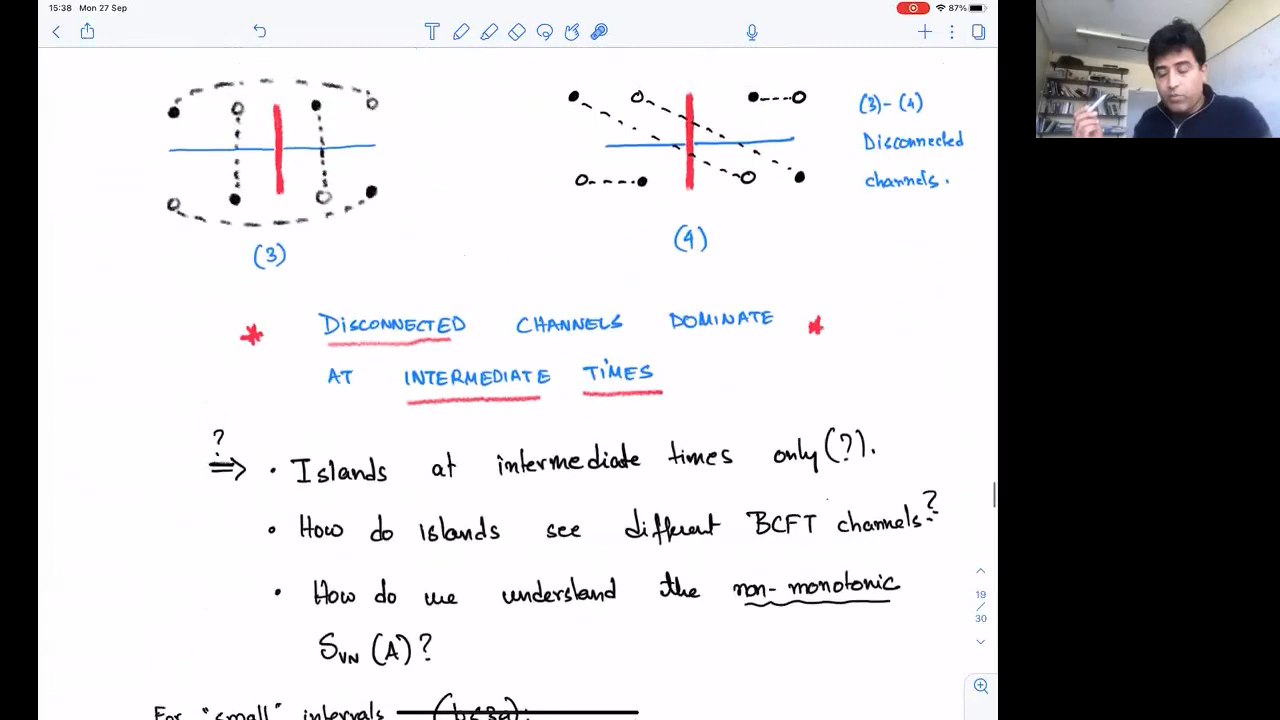 15:38 Mon 27 Sep
87%
(3)
(4)
(3)-(4)
Disconnected
channels.
* DISCONNECTED CHANNELS DOMINATE *
AT INTERMEDIATE TIMES
?
⇒ • Islands at intermediate times only (?).
• How do islands see different BCFT channels?
• How do we understand the non-monotonic
SVN (A)?
19
/
30
For "small" intervals